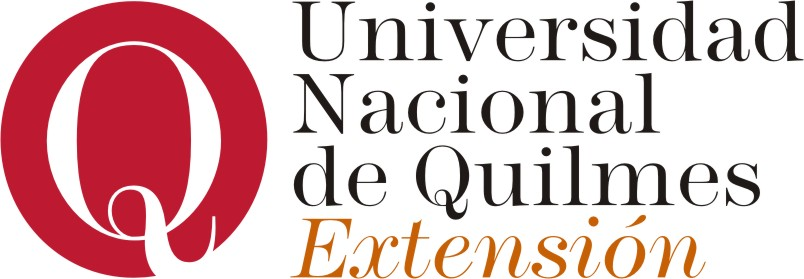 Q
Universidad
Nacional
de Quilmes
Extensión